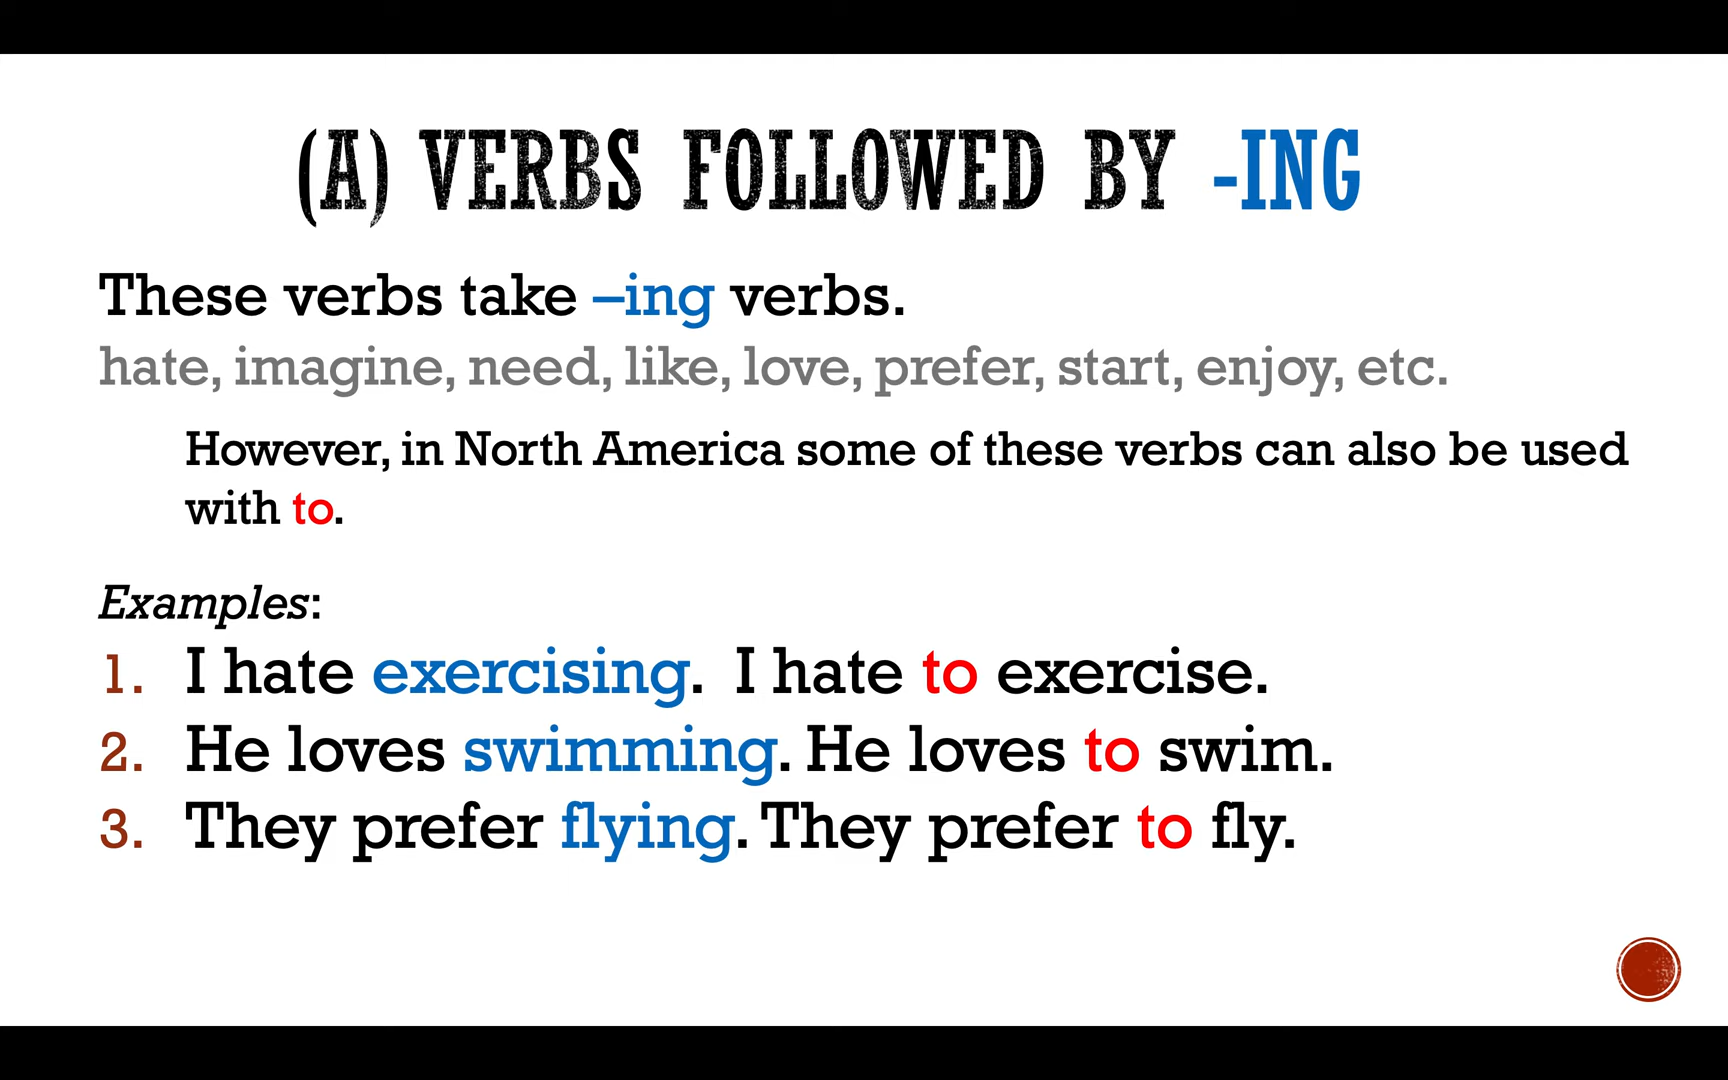 (A) VERBS FOLLOWED BY -ING
These verbs take –ing verbs.
hate, imagine, need, like, love, prefer, start, enjoy, etc.
However, in North America some of these verbs can also be used
with to.
Examples:
1. I hate exercising. I hate to exercise.
2. He loves swimming. He loves to swim.
3. They prefer flying. They prefer to fly.